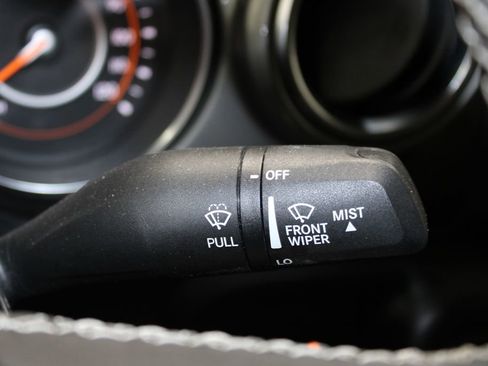 OFF
PULL
FRONT
WIPER
MIST
LO